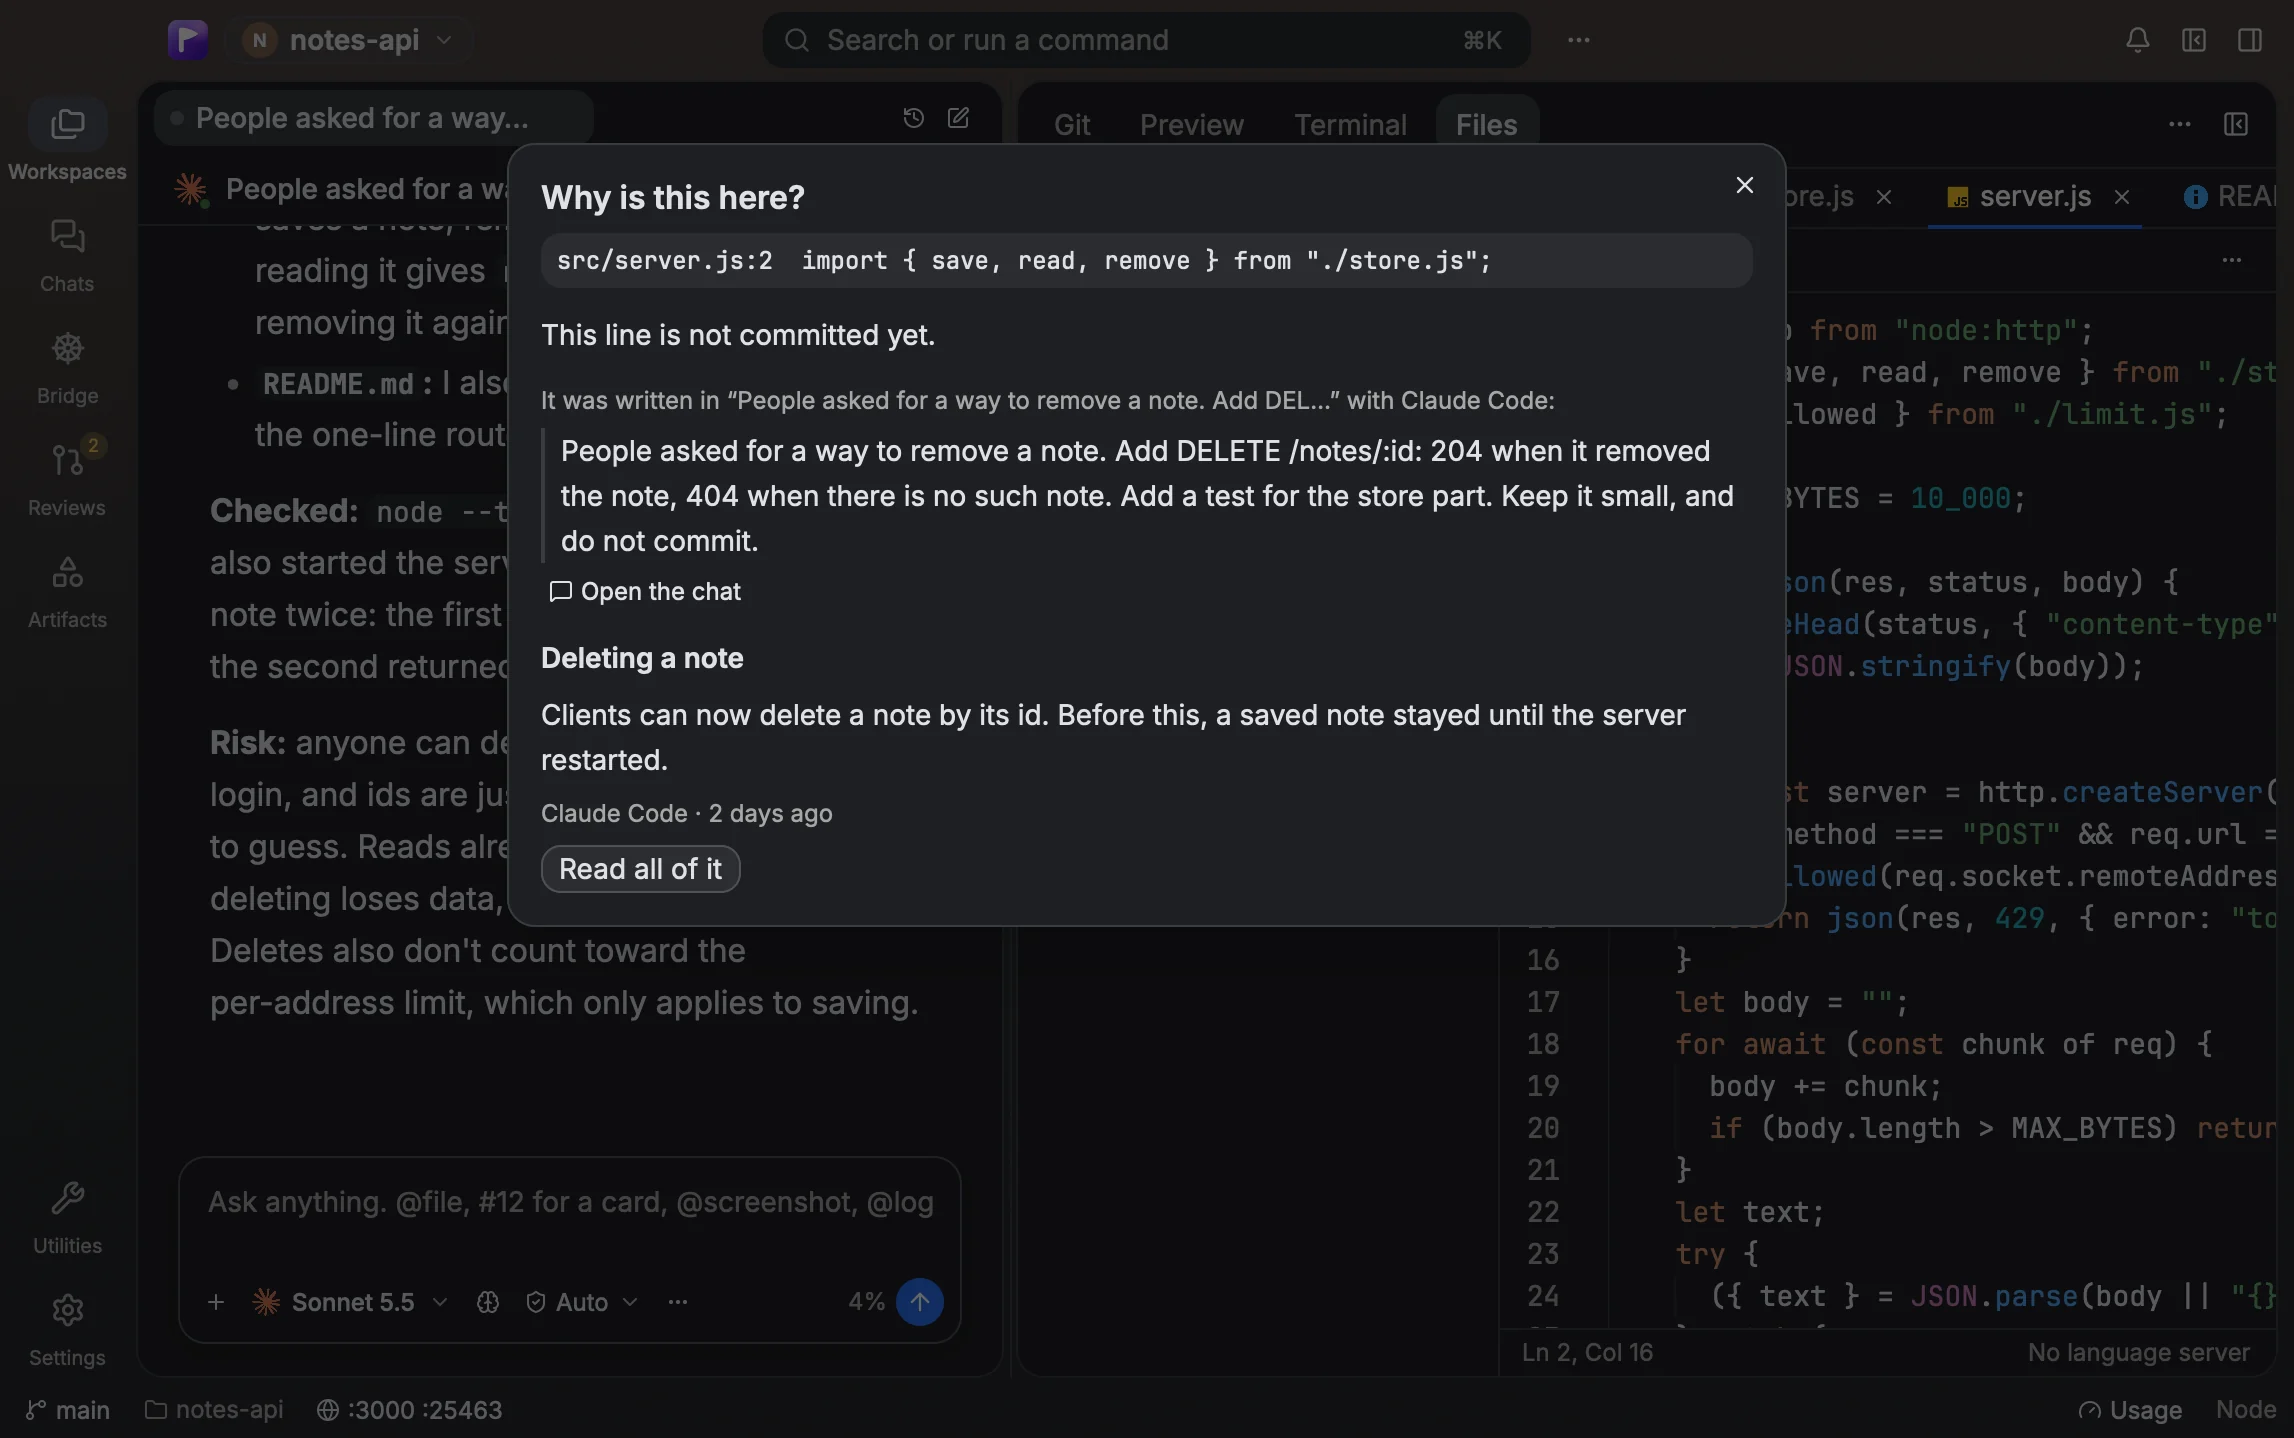 N notes-api
Search or run a command ⌘K
People asked for a way...
Git Preview Terminal Files
Workspaces
Chats
Bridge
2
Reviews
Artifacts
Utilities
Settings
reading it gives
removing it again
README.md: I also
the one-line rout
Checked: node --t
also started the serv
note twice: the first
the second returned
Risk: anyone can de
login, and ids are jus
to guess. Reads alre
deleting loses data,
Deletes also don't count toward the
per-address limit, which only applies to saving.
Ask anything. @file, #12 for a card, @screenshot, @log
Sonnet 5.5 Auto 4%
Why is this here?
src/server.js:2 import { save, read, remove } from "./store.js";
This line is not committed yet.
It was written in “People asked for a way to remove a note. Add DEL...” with Claude Code:
People asked for a way to remove a note. Add DELETE /notes/:id: 204 when it removed
the note, 404 when there is no such note. Add a test for the store part. Keep it small, and
do not commit.
Open the chat
Deleting a note
Clients can now delete a note by its id. Before this, a saved note stayed until the server
restarted.
Claude Code · 2 days ago
Read all of it
ore.js server.js REA
from "node:http";
ave, read, remove } from "./st
llowed } from "./limit.js";
BYTES = 10_000;
son(res, status, body) {
eHead(status, { "content-type"
JSON.stringify(body));
st server = http.createServer(
method === "POST" && req.url =
llowed(req.socket.remoteAddres
rn json(res, 429, { error: "to
16 }
17 let body = "";
18 for await (const chunk of req) {
19 body += chunk;
20 if (body.length > MAX_BYTES) retur
21 }
22 let text;
23 try {
24 ({ text } = JSON.parse(body || "{}
Ln 2, Col 16 No language server
main notes-api :3000 :25463 Usage Node